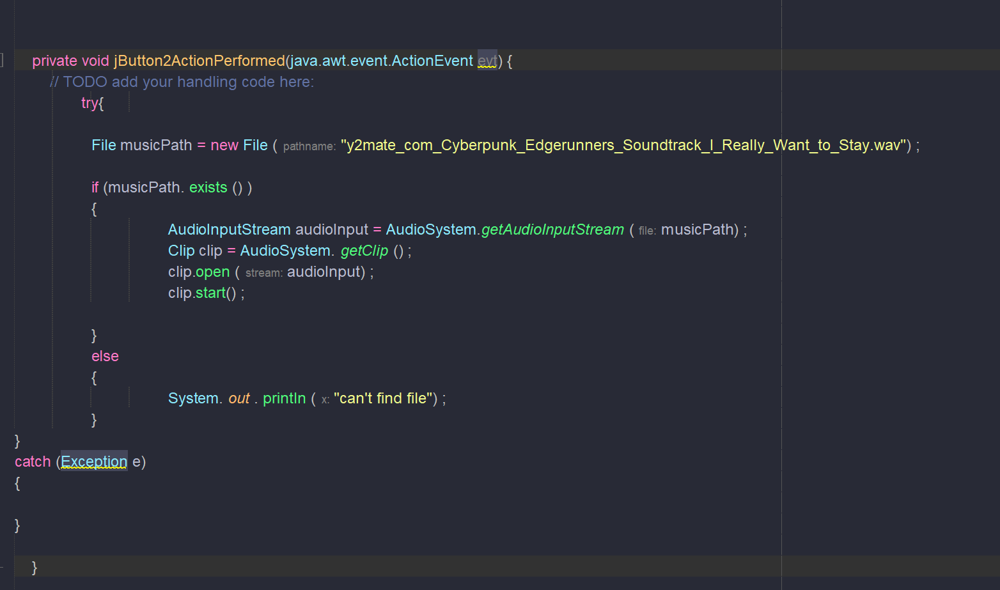 private void jButton2ActionPerformed(java.awt.event.ActionEvent evt) {
// TODO add your handling code here:
try{
File musicPath = new File ( pathname: "y2mate_com_Cyberpunk_Edgerunners_Soundtrack_I_Really_Want_to_Stay.wav") ;
if (musicPath. exists () )
{
AudioInputStream audioInput = AudioSystem.getAudioInputStream ( file: musicPath) ;
Clip clip = AudioSystem. getClip () ;
clip.open ( stream: audioInput) ;
clip.start() ;
}
else
{
System. out . println ( x: "can't find file") ;
}
}
catch (Exception e)
{
}
}